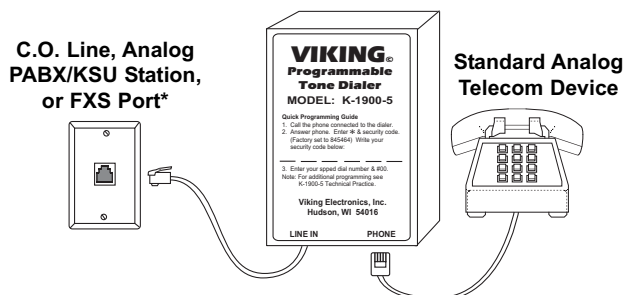 C.O. Line, Analog
PABX/KSU Station,
or FXS Port*
VIKING©
Programmable
Tone Dialer
MODEL: K-1900-5
Quick Programming Guide
1. Call the phone connected to the dialer.
2. Answer phone. Enter ✻ & security code.
(Factory set to 845464) Write your
security code below:
3. Enter your spped dial number & #00.
Note: For additional programming see
K-1900-5 Technical Practice.
Viking Electronics, Inc.
Hudson, WI 54016
LINE IN PHONE
Standard Analog
Telecom Device